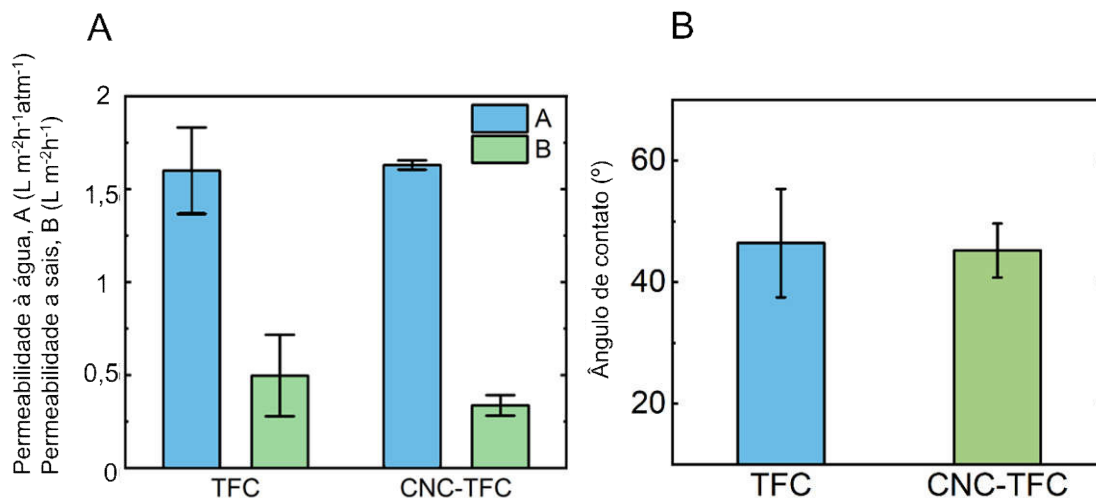 A
Permeabilidade à água, A (L m⁻²h⁻¹atm⁻¹)
Permeabilidade a sais, B (L m⁻²h⁻¹)
2
1,5
1
0,5
0
A
B
TFC
CNC-TFC
B
Ângulo de contato (º)
60
40
20
TFC
CNC-TFC